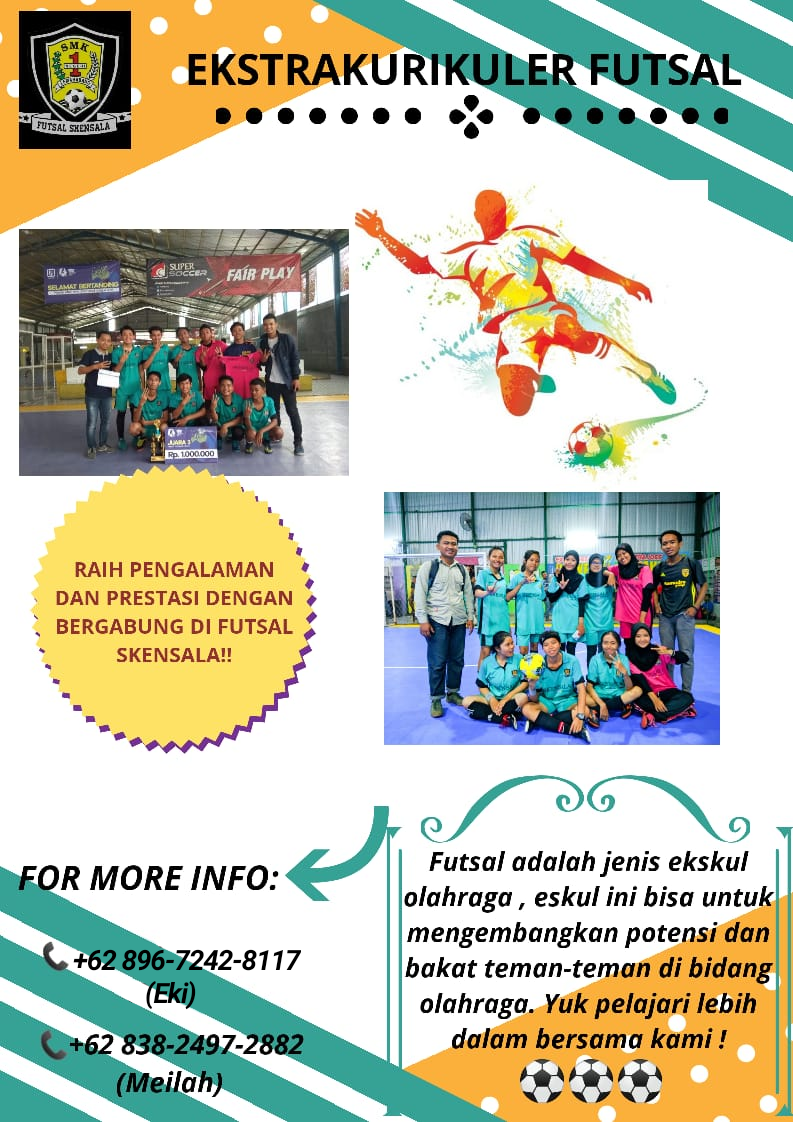 SMK
1
FUTSAL SKENSALA
EKSTRAKURIKULER FUTSAL
SELAMAT BERTANDING
SUPER
SOCCER
FAIR PLAY
JUARA 3
Rp. 1.000.000
RAIH PENGALAMAN
DAN PRESTASI DENGAN
BERGABUNG DI FUTSAL
SKENSALA!!
FOR MORE INFO:
+62 896-7242-8117
(Eki)
+62 838-2497-2882
(Meilah)
Futsal adalah jenis ekskul
olahraga , eskul ini bisa untuk
mengembangkan potensi dan
bakat teman-teman di bidang
olahraga. Yuk pelajari lebih
dalam bersama kami !